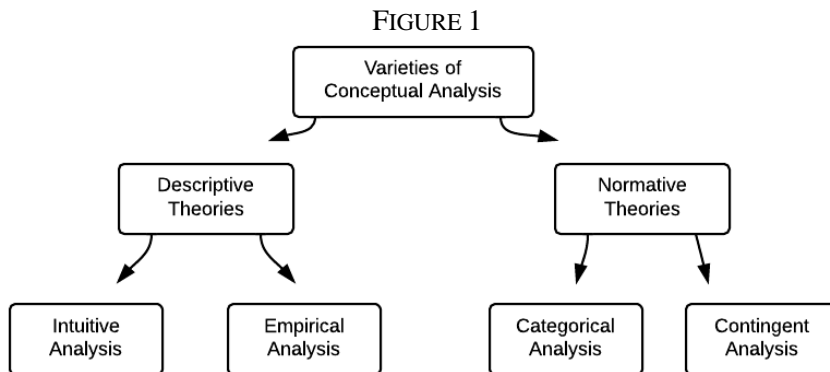 FIGURE 1
Varieties of
Conceptual Analysis
Descriptive
Theories
Normative
Theories
Intuitive
Analysis
Empirical
Analysis
Categorical
Analysis
Contingent
Analysis